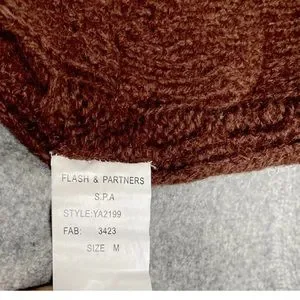 FLASH & PARTNERS
S.P.A
STYLE:YA2199
FAB: 3423
SIZE M